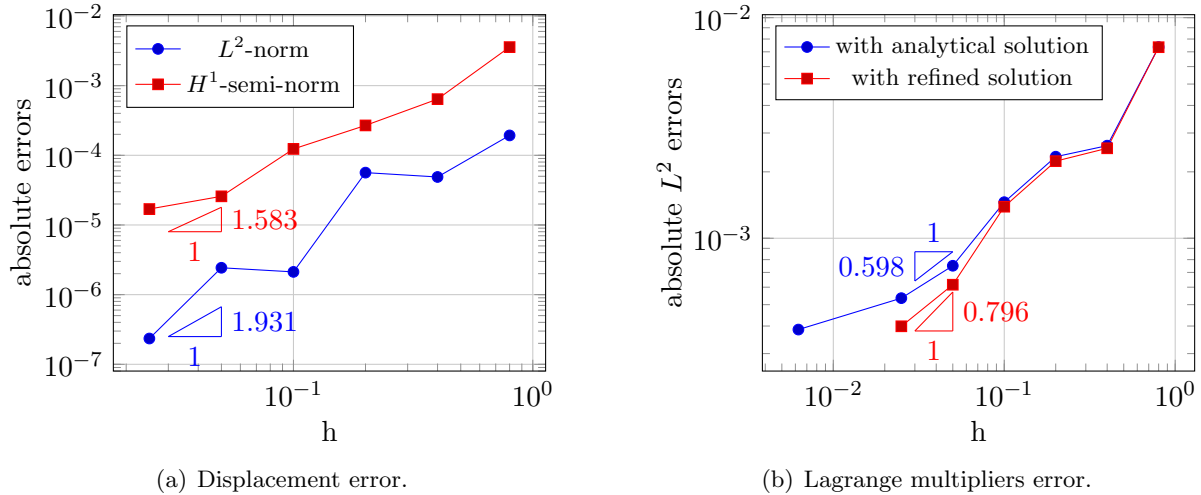 10^{-2}
10^{-3}
10^{-4}
10^{-5}
10^{-6}
10^{-7}
absolute errors
L^2-norm
H^1-semi-norm
1.583
1
1.931
1
10^{-1}
10^0
h
(a) Displacement error.
10^{-2}
10^{-3}
absolute L^2 errors
with analytical solution
with refined solution
1
0.598
0.796
1
10^{-2}
10^{-1}
10^0
h
(b) Lagrange multipliers error.